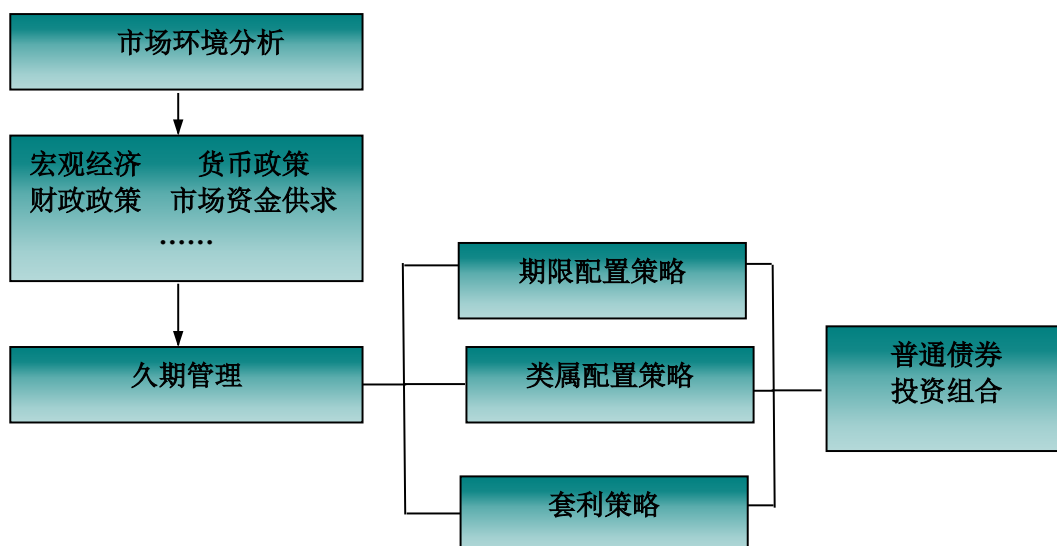 市场环境分析
宏观经济 货币政策
财政政策 市场资金供求
……
久期管理
期限配置策略
类属配置策略
套利策略
普通债券
投资组合